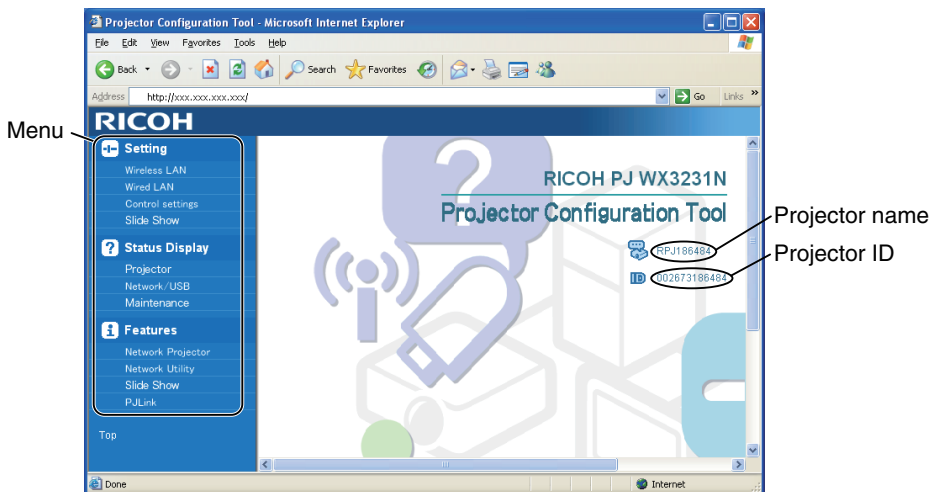 Projector Configuration Tool - Microsoft Internet Explorer
File Edit View Favorites Tools Help
Back Search Favorites
Address http://xxx.xxx.xxx.xxx/ Go Links »
RICOH
Menu
Setting
Wireless LAN
Wired LAN
Control settings
Slide Show
? Status Display
Projector
Network/USB
Maintenance
i Features
Network Projector
Network Utility
Slide Show
PJLink
Top
?
RICOH PJ WX3231N
Projector Configuration Tool
RPJ186484
Projector name
ID 002673186484
Projector ID
Done Internet